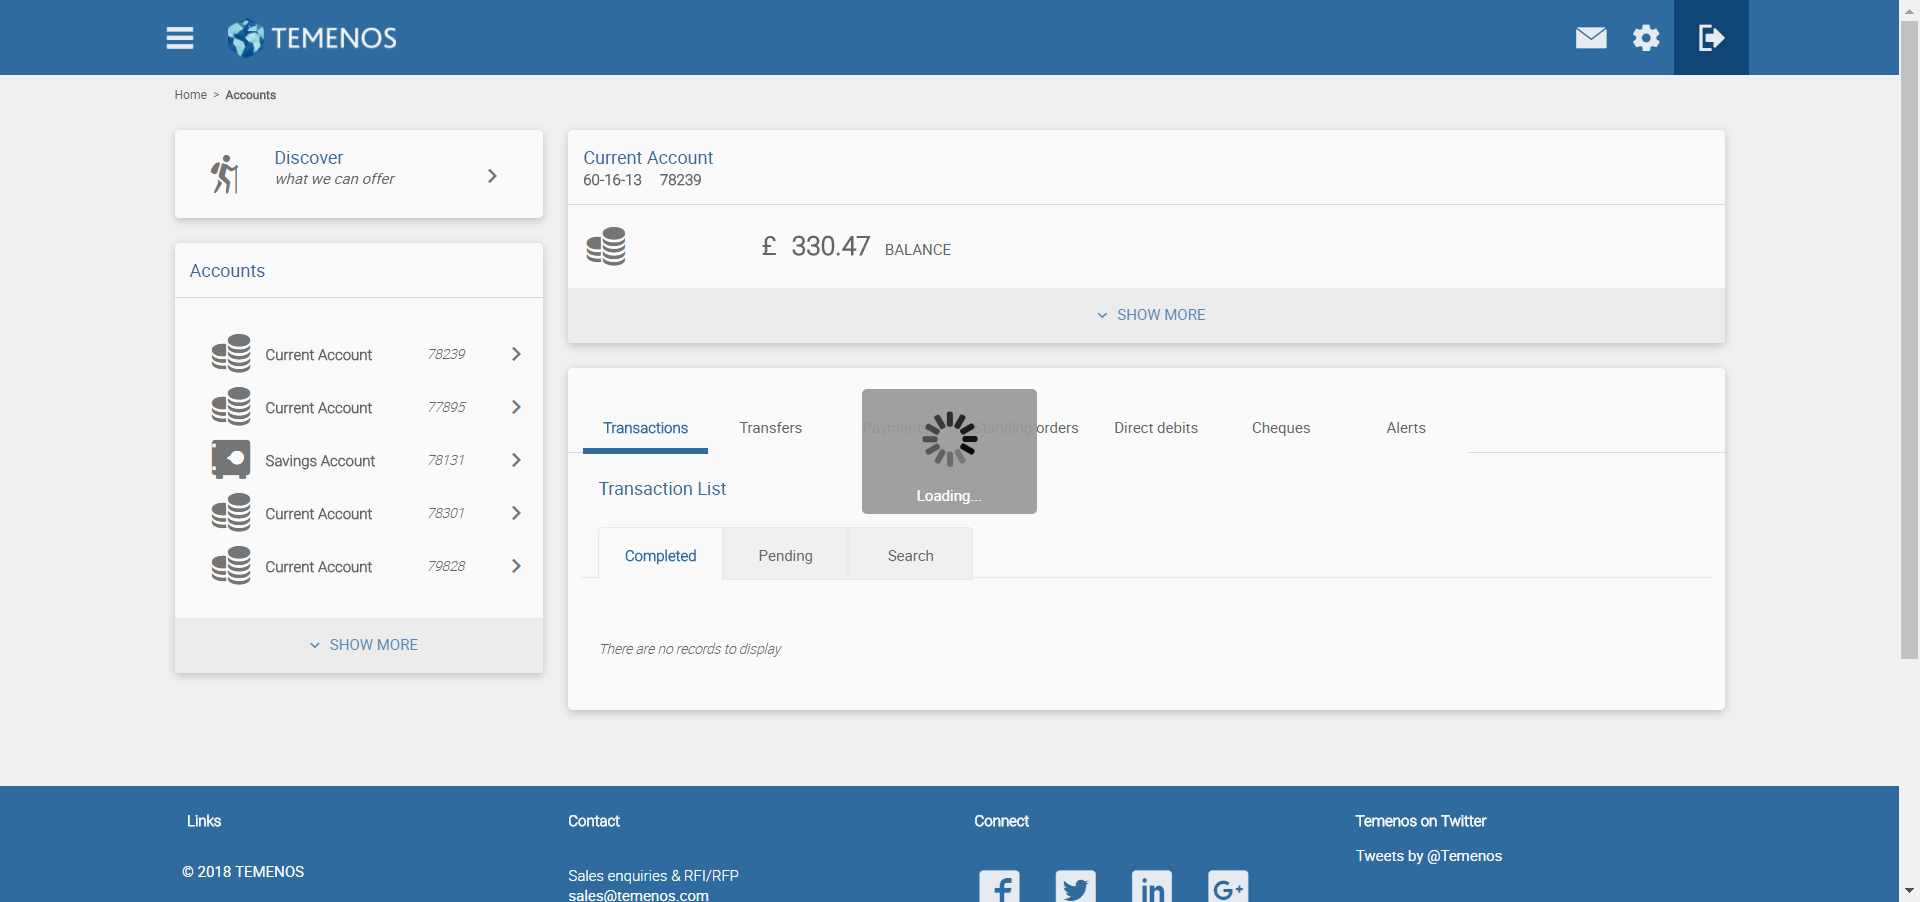 TEMENOS
Home > Accounts
Discover
what we can offer
Accounts
Current Account 78239
Current Account 77895
Savings Account 78131
Current Account 78301
Current Account 79828
SHOW MORE
Current Account
60-16-13 78239
£ 330.47 BALANCE
SHOW MORE
Transactions Transfers Payments Standing orders Direct debits Cheques Alerts
Loading...
Transaction List
Completed Pending Search
There are no records to display
Links Contact Connect Temenos on Twitter
Tweets by @Temenos
© 2018 TEMENOS
Sales enquiries & RFI/RFP
sales@temenos.com